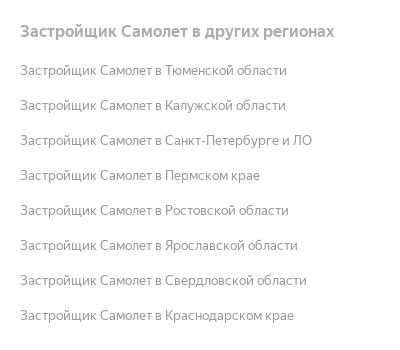 Застройщик Самолет в других регионах
Застройщик Самолет в Тюменской области
Застройщик Самолет в Калужской области
Застройщик Самолет в Санкт-Петербурге и ЛО
Застройщик Самолет в Пермском крае
Застройщик Самолет в Ростовской области
Застройщик Самолет в Ярославской области
Застройщик Самолет в Свердловской области
Застройщик Самолет в Краснодарском крае